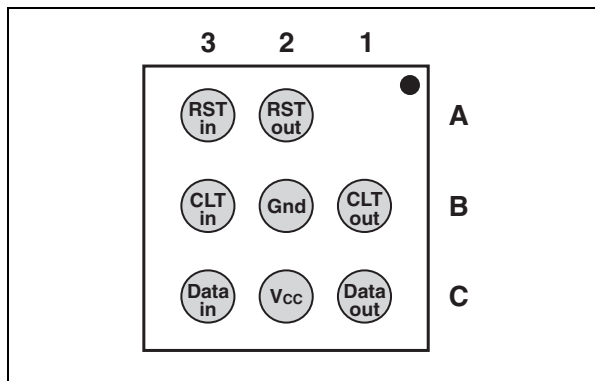 3 2 1
RST in RST out A
CLT in Gnd CLT out B
Data in Vcc Data out C